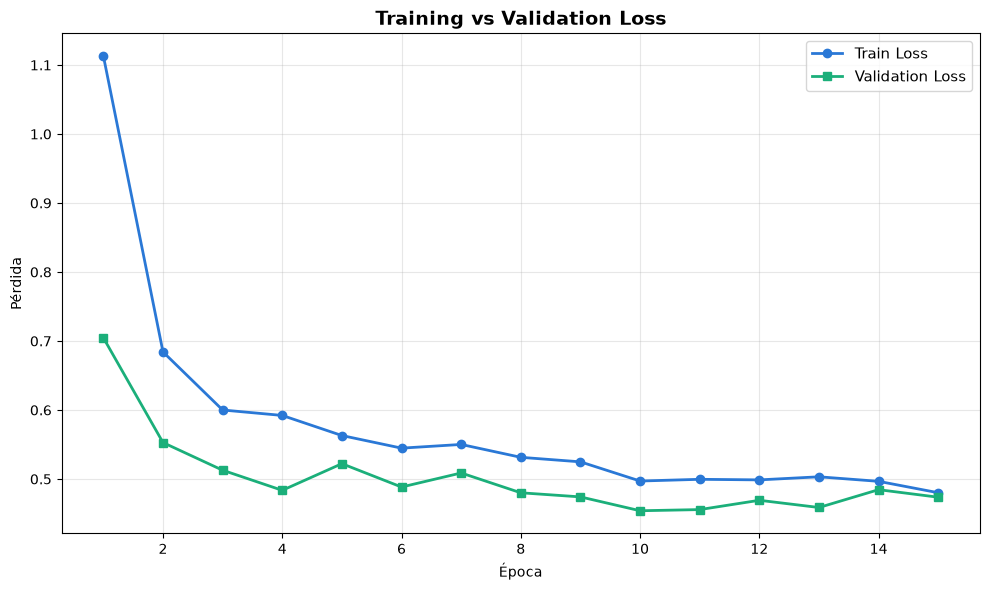 Training vs Validation Loss
Train Loss
Validation Loss
1.1
1.0
0.9
0.8
0.7
0.6
0.5
Pérdida
2 4 6 8 10 12 14
Época